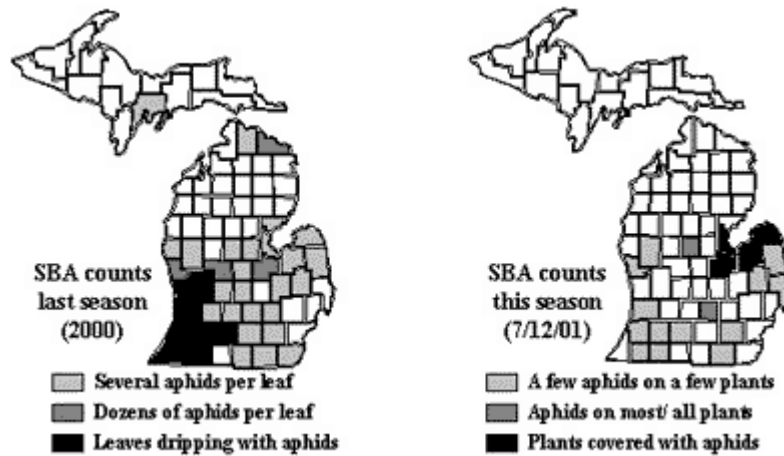 SBA counts
last season
(2000)
Several aphids per leaf
Dozens of aphids per leaf
Leaves dripping with aphids
SBA counts
this season
(7/12/01)
A few aphids on a few plants
Aphids on most/ all plants
Plants covered with aphids